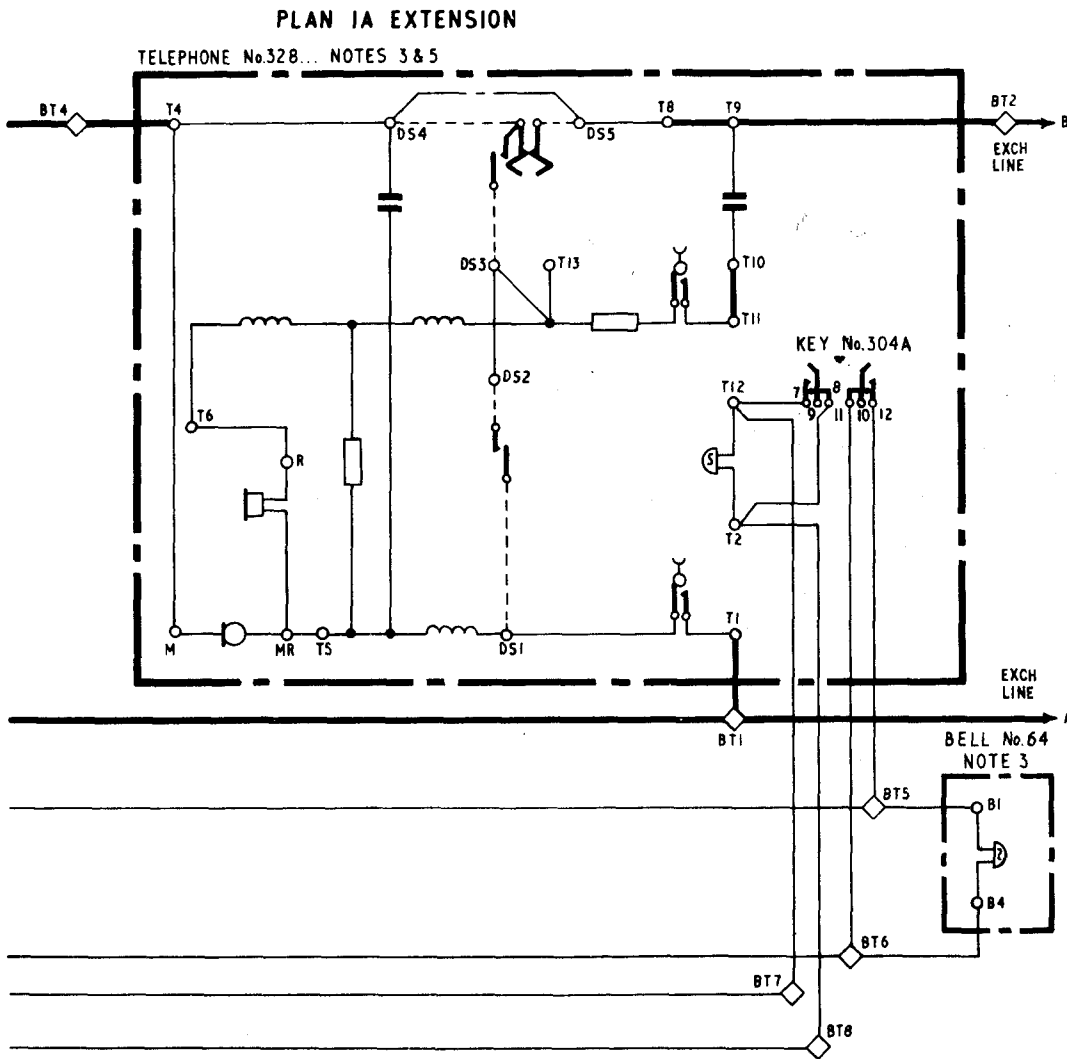 PLAN IA EXTENSION
TELEPHONE No.328... NOTES 3 & 5
BT4
T4
DS4
DS5
T8
T9
BT2
B
EXCH
LINE
DS3
T13
T10
T11
KEY No.304A
DS2
T12
7
8
9
11
10
12
T6
R
S
T2
M
MR
T5
DS1
T1
EXCH
LINE
BT1
BELL No.64
NOTE 3
BT5
B1
B4
BT6
BT7
BT8